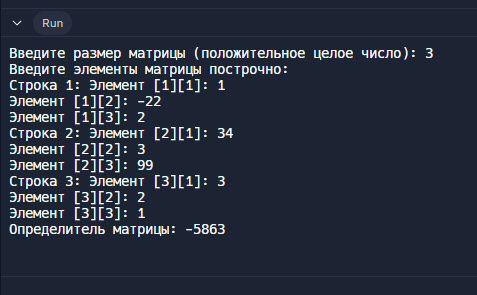 Run
Введите размер матрицы (положительное целое число): 3
Введите элементы матрицы построчно:
Строка 1: Элемент [1][1]: 1
Элемент [1][2]: -22
Элемент [1][3]: 2
Строка 2: Элемент [2][1]: 34
Элемент [2][2]: 3
Элемент [2][3]: 99
Строка 3: Элемент [3][1]: 3
Элемент [3][2]: 2
Элемент [3][3]: 1
Определитель матрицы: -5863